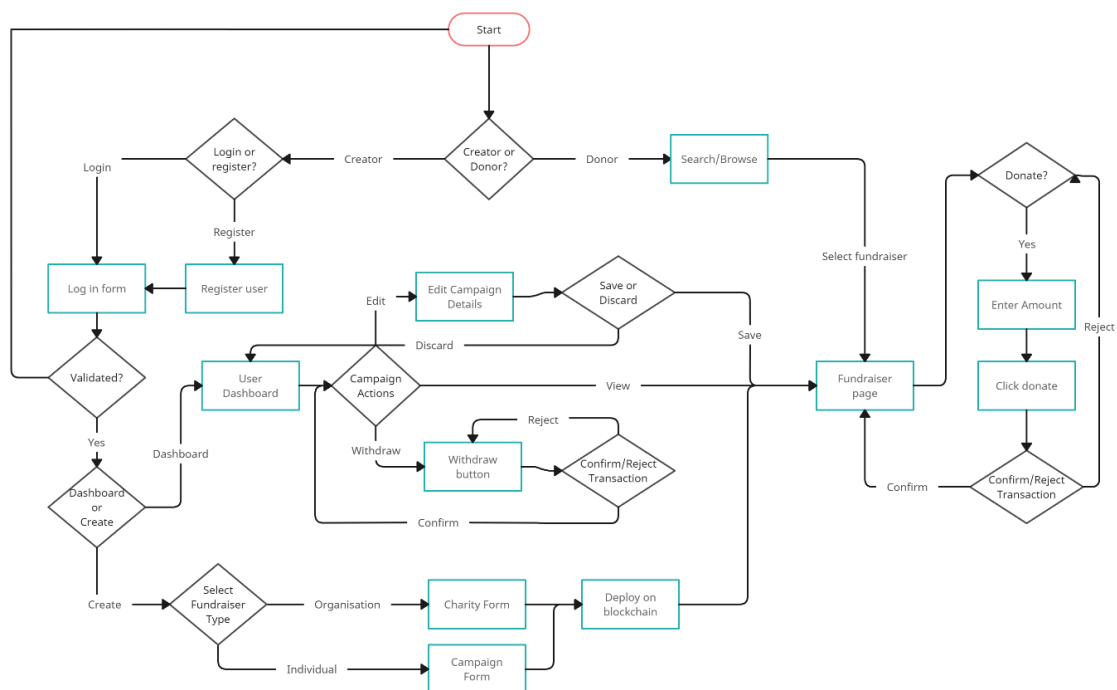 Start
Login or
register?
Creator
Creator or
Donor?
Donor
Search/Browse
Login
Donate?
Register
Yes
Select fundraiser
Log in form
Register user
Edit
Edit Campaign
Details
Save or
Discard
Enter Amount
Reject
Save
Discard
Validated?
User
Dashboard
Campaign
Actions
View
Fundraiser
page
Click donate
Yes
Dashboard
Withdraw
Reject
Withdraw
button
Confirm/Reject
Transaction
Confirm
Confirm/Reject
Transaction
Dashboard
or
Create
Confirm
Create
Select
Fundraiser
Type
Organisation
Charity Form
Deploy on
blockchain
Individual
Campaign
Form